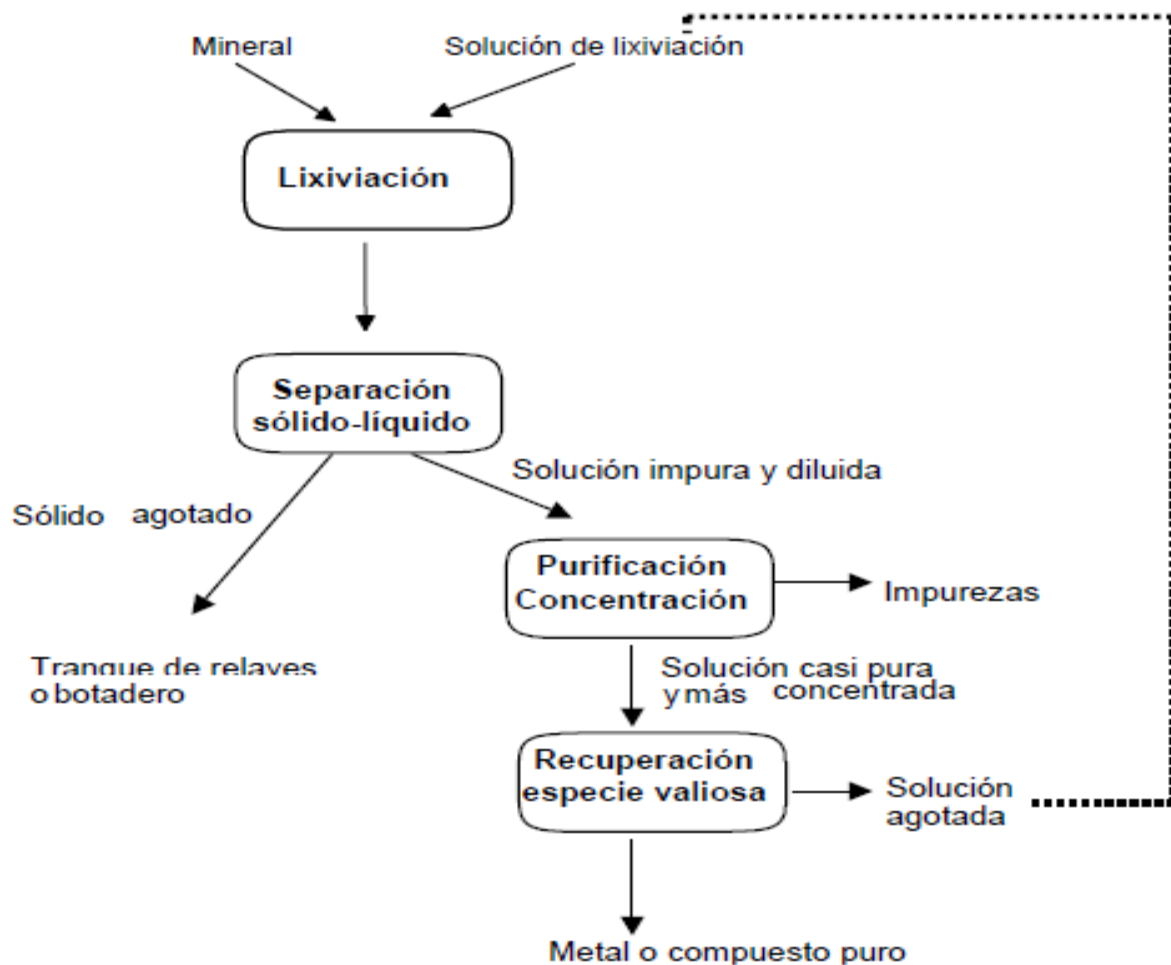 Mineral
Solución de lixiviación
Lixiviación
Separación
sólido-líquido
Solución impura y diluida
Sólido agotado
Purificación
Concentración
Impurezas
Tranque de relaves
o botadero
Solución casi pura
y más concentrada
Recuperación
especie valiosa
Solución
agotada
Metal o compuesto puro